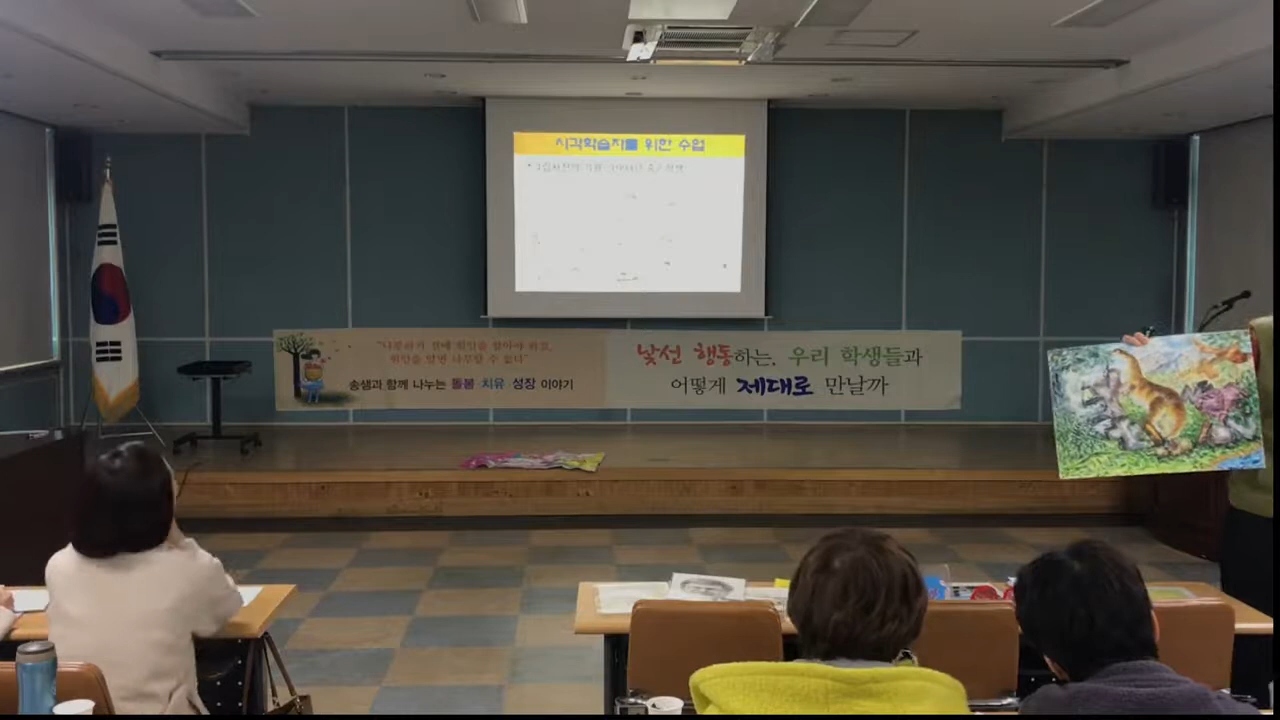 시각학습자를 위한 수업
"나무라기 전에 원인을 알아야 하고,
원인을 알면 나무랄 수 없다"
송샘과 함께 나누는 돌봄 치유 성장 이야기
낯선 행동하는, 우리 학생들과
어떻게 제대로 만날까